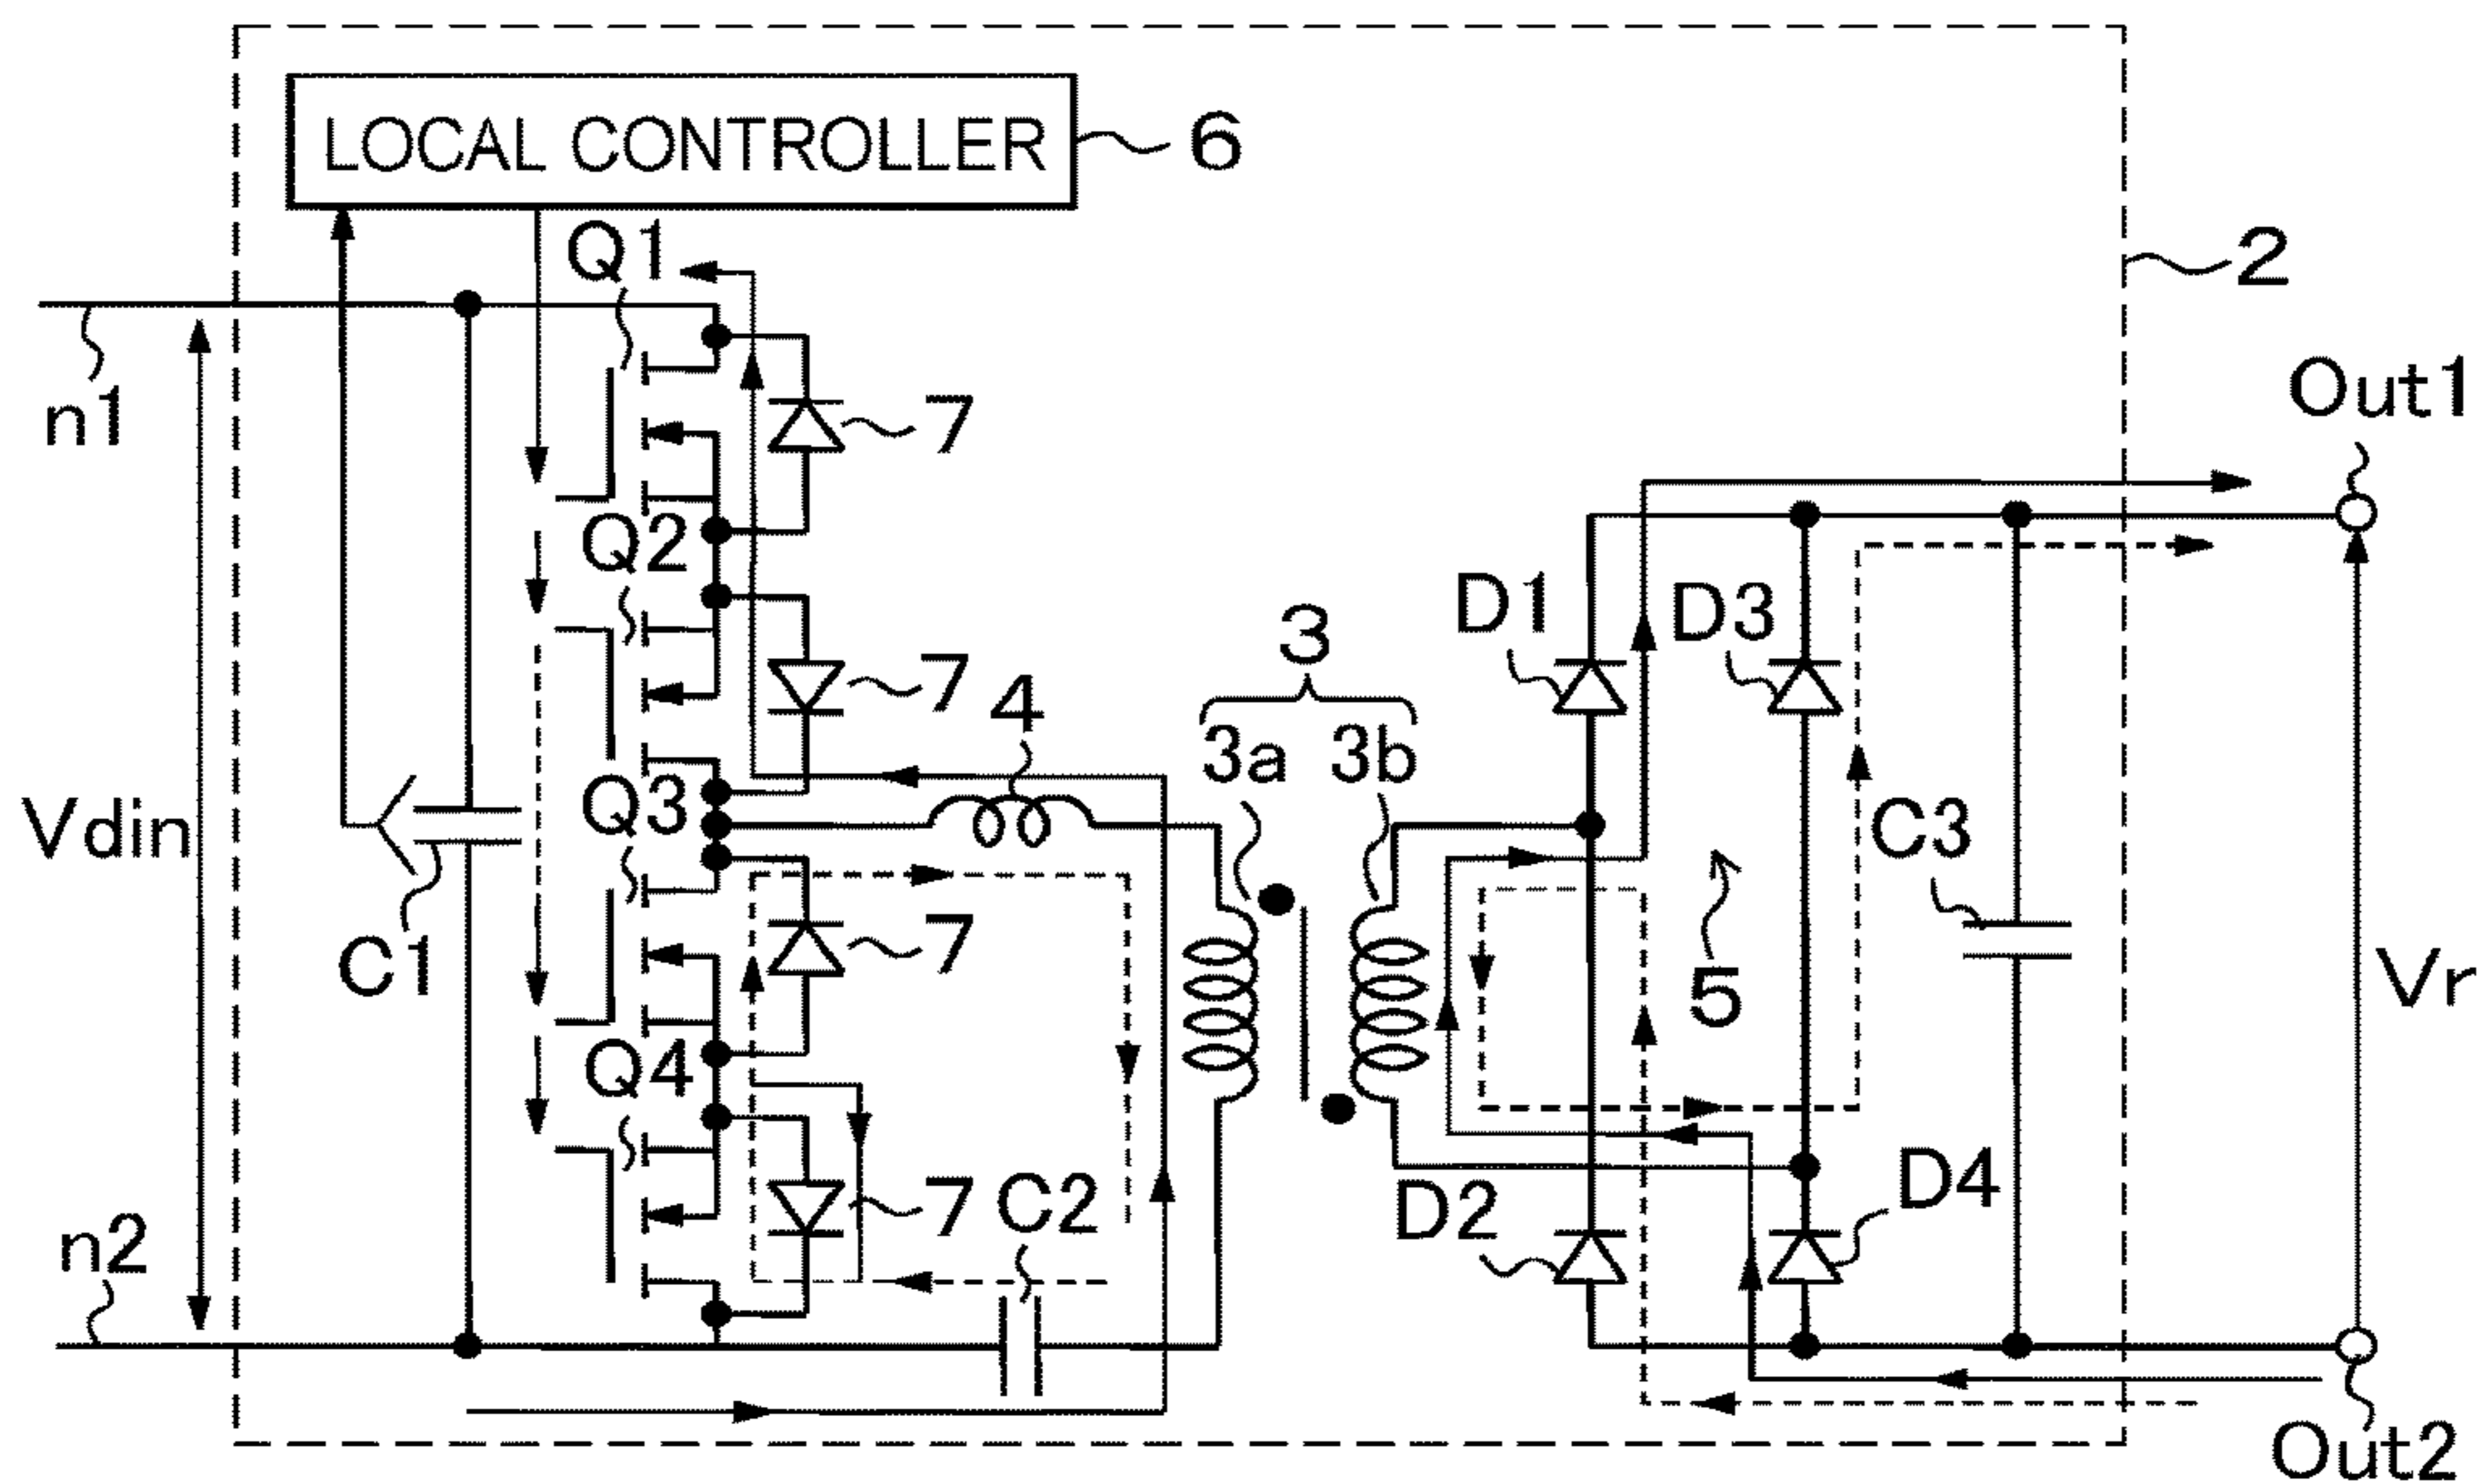 LOCAL CONTROLLER
6
Q1
2
n1
7
Out1
Q2
D1
D3
3
7
4
3a
3b
Vdin
Q3
C3
C1
7
5
Vr
Q4
n2
7
C2
D2
D4
Out2